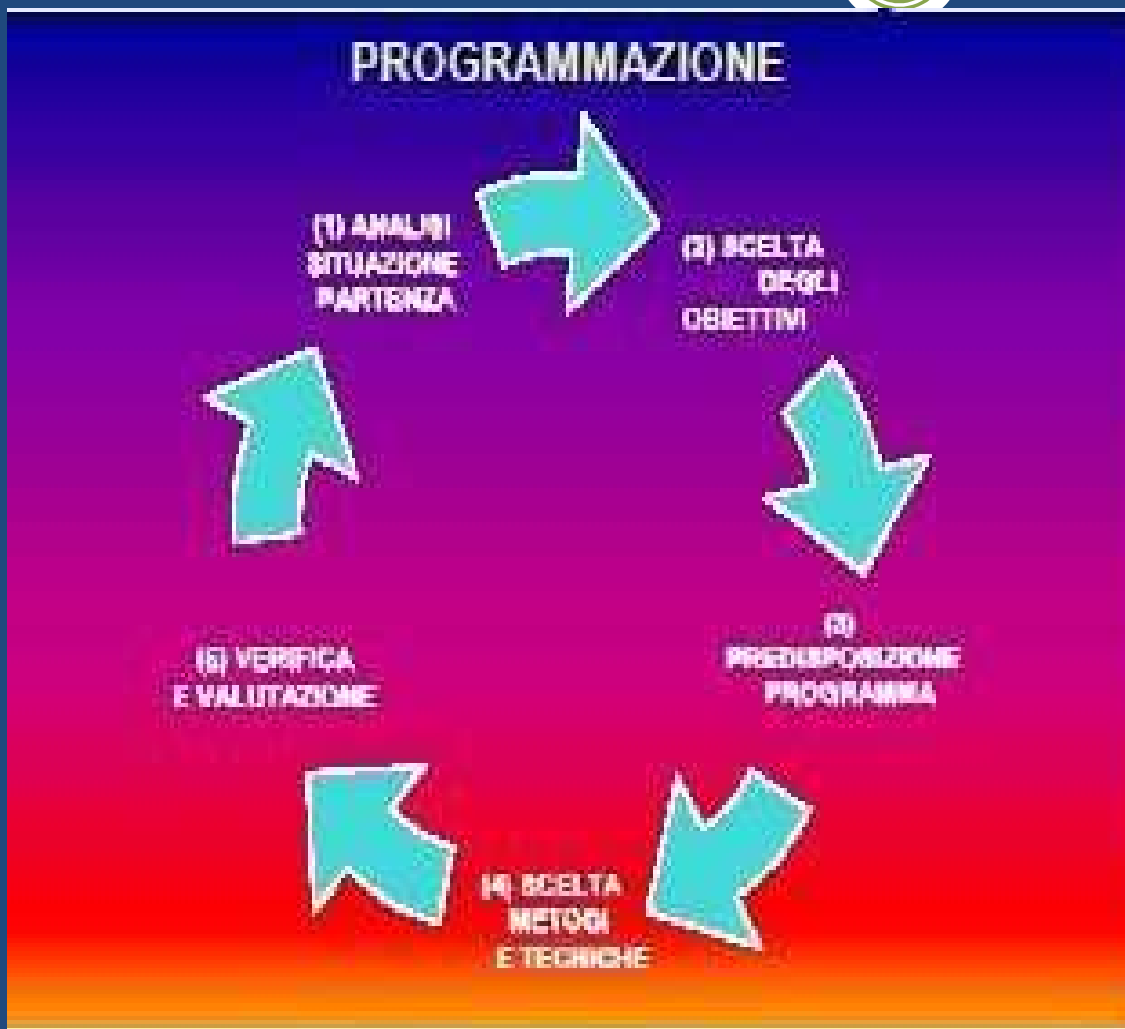 PROGRAMMAZIONE
(1) ANALISI
SITUAZIONE
PARTENZA
(2) SCELTA
DEGLI
OBIETTIVI
(3)
PREDISPOSIZIONE
PROGRAMMA
(4) SCELTA
METODI
E TECNICHE
(5) VERIFICA
E VALUTAZIONE